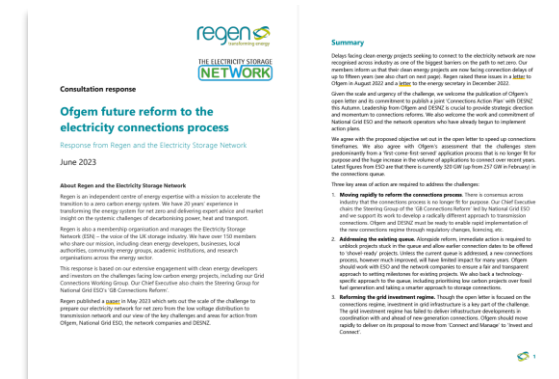 regen
transforming energy
THE ELECTRICITY STORAGE
NETWORK
Consultation response
Ofgem future reform to the
electricity connections process
Response from Regen and the Electricity Storage Network
June 2023
About Regen and the Electricity Storage Network
Regen is an independent centre of energy expertise with a mission to accelerate the
transition to a zero carbon energy system. We have 20 years' experience in
transforming the energy system for net zero and delivering expert advice and market
insight on the systemic challenges of decarbonising power, heat and transport.
Regen is also a membership organisation and manages the Electricity Storage
Network (ESN) – the voice of the UK storage industry. We have over 110 members
who share our mission, including clean energy developers, businesses, local
authorities, community energy groups, academic institutions, and research
organisations across the energy sector.
This response is based on our extensive engagement with clean energy developers
and investors on the challenges facing grid connections, including our Grid
Connections Working Group. Our Chief Executive also chairs the Steering Group for
National Grid ESO's 'GB Connections Reform'.
Regen published a paper in May 2023 which sets out the scale of the challenge to
prepare our electricity network for net zero from the low voltage distribution to
transmission network and our view of the key challenges and areas for action from
Ofgem, National Grid ESO, the network companies and DESNZ.
Summary
Delays facing clean energy projects seeking to connect to the electricity network are now
recognised across industry as one of the biggest barriers on the path to net zero. Our
members inform us that their clean energy projects are now facing connection delays of
up to fifteen years (see also chart on next page). Regen raised these issues in a letter to
Ofgem in August 2022 and a letter to the energy secretary in December 2022.
Given the scale and urgency of the challenge, we welcome the publication of Ofgem's
open letter and its commitment to publish a joint 'Connections Action Plan' with DESNZ
this Autumn. Leadership from Ofgem and DESNZ is crucial to provide strategic direction
and momentum to connections reforms. We also welcome the work and commitment of
National Grid ESO and the network operators who have already begun to implement
action plans.
We agree with the proposed objective set out in the open letter to speed up connections
timeframes. We also agree with Ofgem's assessment that the challenges stem
predominantly from a 'first come-first served' application process that is no longer fit for
purpose and the huge increase in the volume of applications to connect over recent years.
Latest figures from ESO are that there is currently 320 GW (up from 257 GW in February) in
the connections queue.
Three key areas of action are required to address the challenges:
1. Moving rapidly to reform the connections process. There is consensus across
industry that the connections process is no longer fit for purpose. Our Chief Executive
chairs the Steering Group of the 'GB Connections Reform' led by National Grid ESO
and we support its work to develop a radically different approach to transmission
connections. Ofgem and DESNZ must be ready to enable rapid implementation of
the new connections regime through regulatory changes, licencing, etc.
2. Addressing the existing queue. Alongside reform, immediate action is required to
unblock projects stuck in the queue and allow earlier connection dates to be offered
to 'shovel ready' projects. Unless the current queue is addressed, a new connections
process, however much improved, will have limited impact for many years. Ofgem
should work with ESO and the network companies to ensure a fair and transparent
approach to setting milestones for existing projects. We also back a technology-
specific approach to the queue, including prioritising low carbon projects over fossil
fuel generation and taking a smarter approach to storage connections.
3. Reforming the grid investment regime. Though the open letter is focused on the
connections regime, investment in grid infrastructure is a key part of the challenge.
The grid investment regime has failed to deliver infrastructure developments in
coordination with and ahead of new generation connections. Ofgem should move
rapidly to deliver on its proposal to move from 'Connect and Manage' to 'Invest and
Connect'.
1